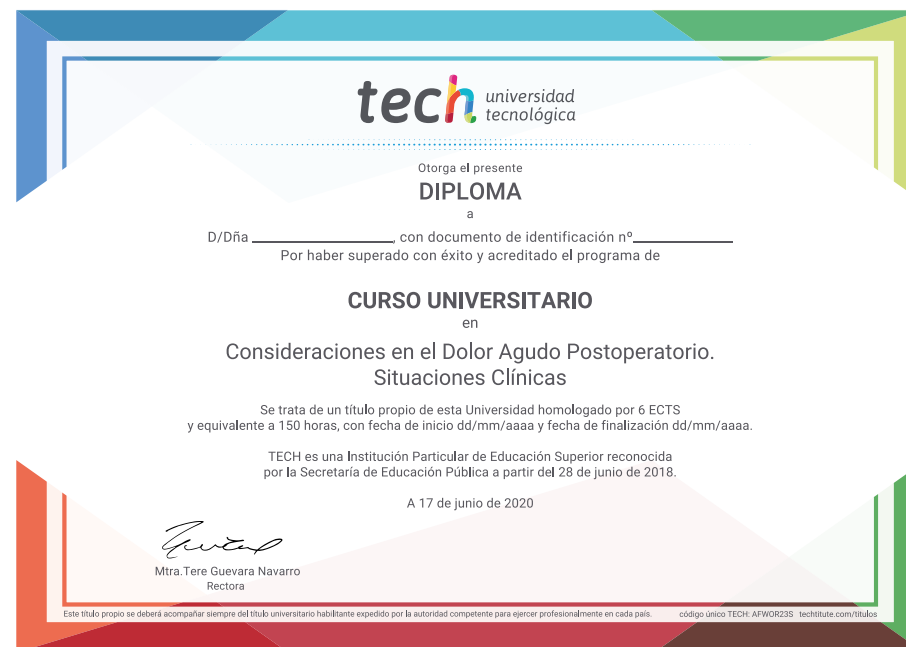 tech universidad
tecnológica
Otorga el presente
DIPLOMA
a
D/Dña ____________________, con documento de identificación nº______________
Por haber superado con éxito y acreditado el programa de
CURSO UNIVERSITARIO
en
Consideraciones en el Dolor Agudo Postoperatorio.
Situaciones Clínicas
Se trata de un título propio de esta Universidad homologado por 6 ECTS
y equivalente a 150 horas, con fecha de inicio dd/mm/aaaa y fecha de finalización dd/mm/aaaa.
TECH es una Institución Particular de Educación Superior reconocida
por la Secretaría de Educación Pública a partir del 28 de junio de 2018.
A 17 de junio de 2020
Mtra.Tere Guevara Navarro
Rectora
Este título propio se deberá acompañar siempre del título universitario habilitante expedido por la autoridad competente para ejercer profesionalmente en cada país. código único TECH: AFWOR23S techtitute.com/títulos